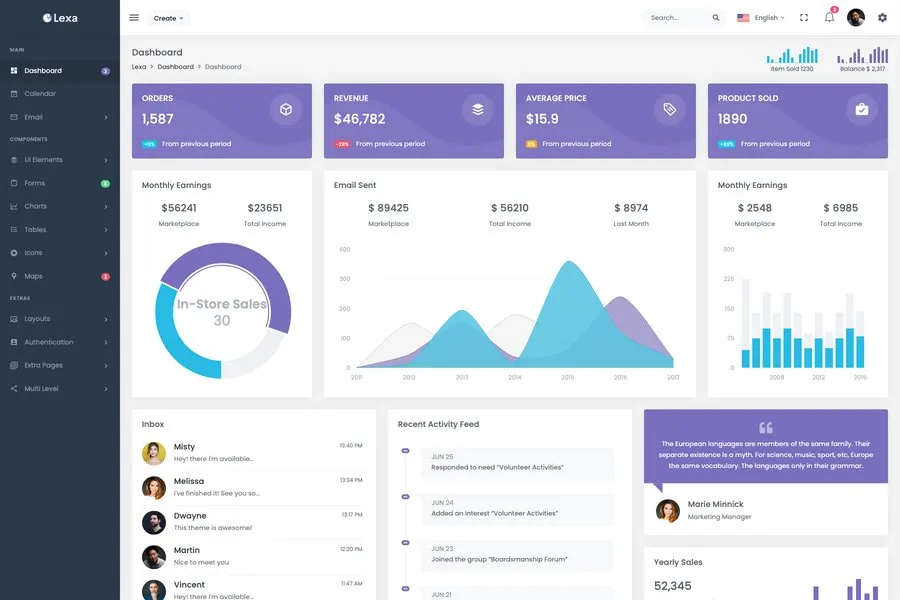 Lexa
Create
Search...
English
3
MAIN
Dashboard 2
Calendar
Email
COMPONENTS
UI Elements
Forms 6
Charts
Tables
Icons
Maps 2
EXTRAS
Layouts
Authentication
Extra Pages
Multi Level
Dashboard
Lexa > Dashboard > Dashboard
Item Sold 1230
Balance $ 2,317
ORDERS
1,587
+11% From previous period
REVENUE
$46,782
-29% From previous period
AVERAGE PRICE
$15.9
0% From previous period
PRODUCT SOLD
1890
+89% From previous period
Monthly Earnings
$56241 $23651
Marketplace Total Income
In-Store Sales
30
Email Sent
$ 89425 $ 56210 $ 8974
Marketplace Total Income Last Month
400
300
200
100
0
2011 2012 2013 2014 2015 2016 2017
Monthly Earnings
$ 2548 $ 6985
Marketplace Total Income
300
225
150
75
0
2008 2012 2016
Inbox
Misty 13:40 PM
Hey! there I'm available...
Melissa 13:34 PM
I've finished it! See you so...
Dwayne 13:17 PM
This theme is awesome!
Martin 12:20 PM
Nice to meet you
Vincent 11:47 AM
Hey! there I'm available...
Recent Activity Feed
JUN 25
Responded to need “Volunteer Activities”
JUN 24
Added an interest “Volunteer Activities”
JUN 23
Joined the group “Boardsmanship Forum”
JUN 21
The European languages are members of the same family. Their
separate existence is a myth. For science, music, sport, etc, Europe
the same vocabulary. The languages only in their grammar.
Marie Minnick
Marketing Manager
Yearly Sales
52,345